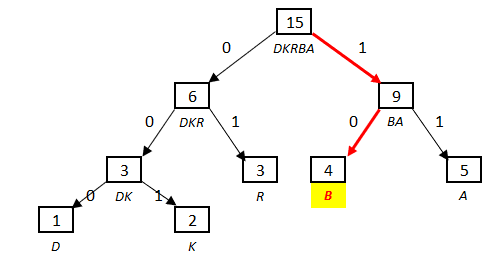 15
0 DKRBA 1
6 9
0 DKR 1 0 BA 1
3 3 4 5
0 DK 1 R B A
1 2
D K